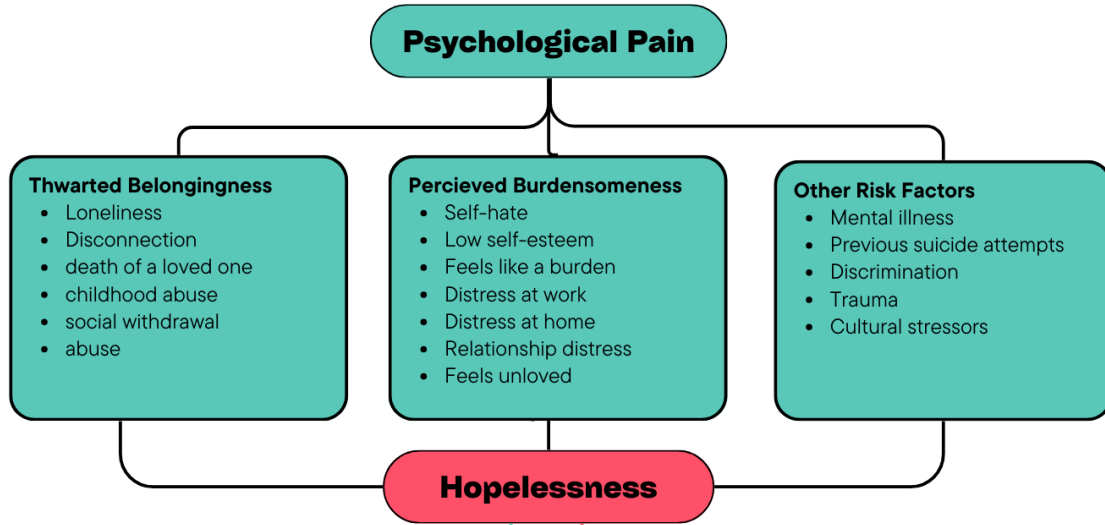 Psychological Pain
Thwarted Belongingness
Loneliness
Disconnection
death of a loved one
childhood abuse
social withdrawal
abuse
Percieved Burdensomeness
Self-hate
Low self-esteem
Feels like a burden
Distress at work
Distress at home
Relationship distress
Feels unloved
Other Risk Factors
Mental illness
Previous suicide attempts
Discrimination
Trauma
Cultural stressors
Hopelessness